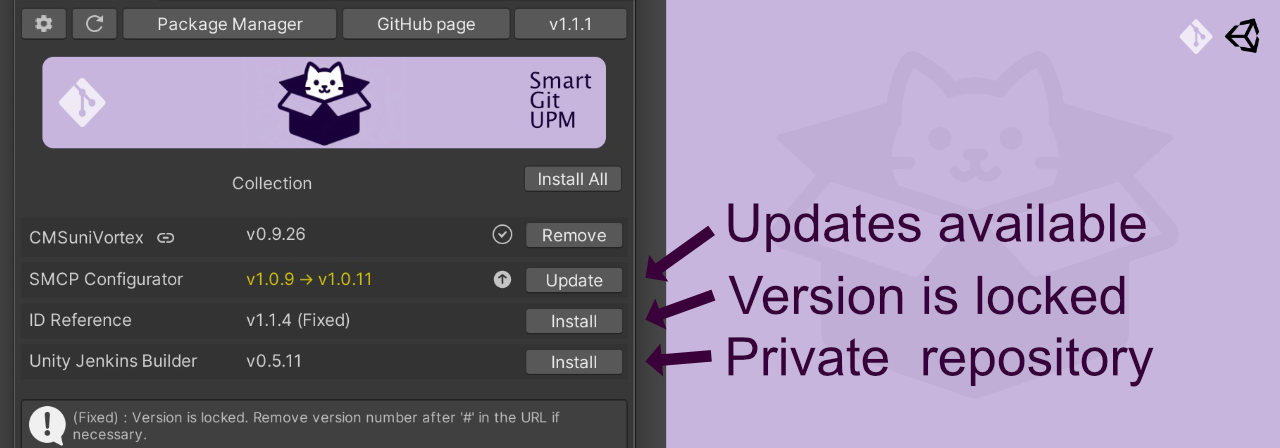 Package Manager GitHub page v1.1.1
Smart
Git
UPM
Collection Install All
CMSuniVortex v0.9.26 Remove
SMCP Configurator v1.0.9 → v1.0.11 Update
ID Reference v1.1.4 (Fixed) Install
Unity Jenkins Builder v0.5.11 Install
(Fixed) : Version is locked. Remove version number after '#' in the URL if
necessary.
Updates available
Version is locked
Private repository